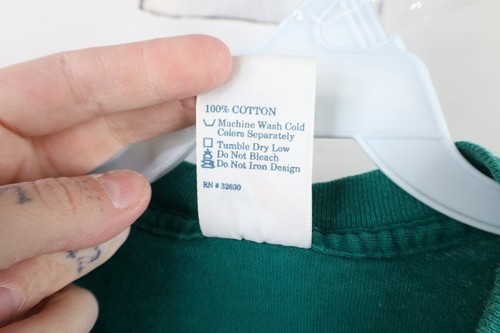 100% COTTON
Machine Wash Cold
Colors Separately
Tumble Dry Low
Do Not Bleach
Do Not Iron Design
RN # 32630